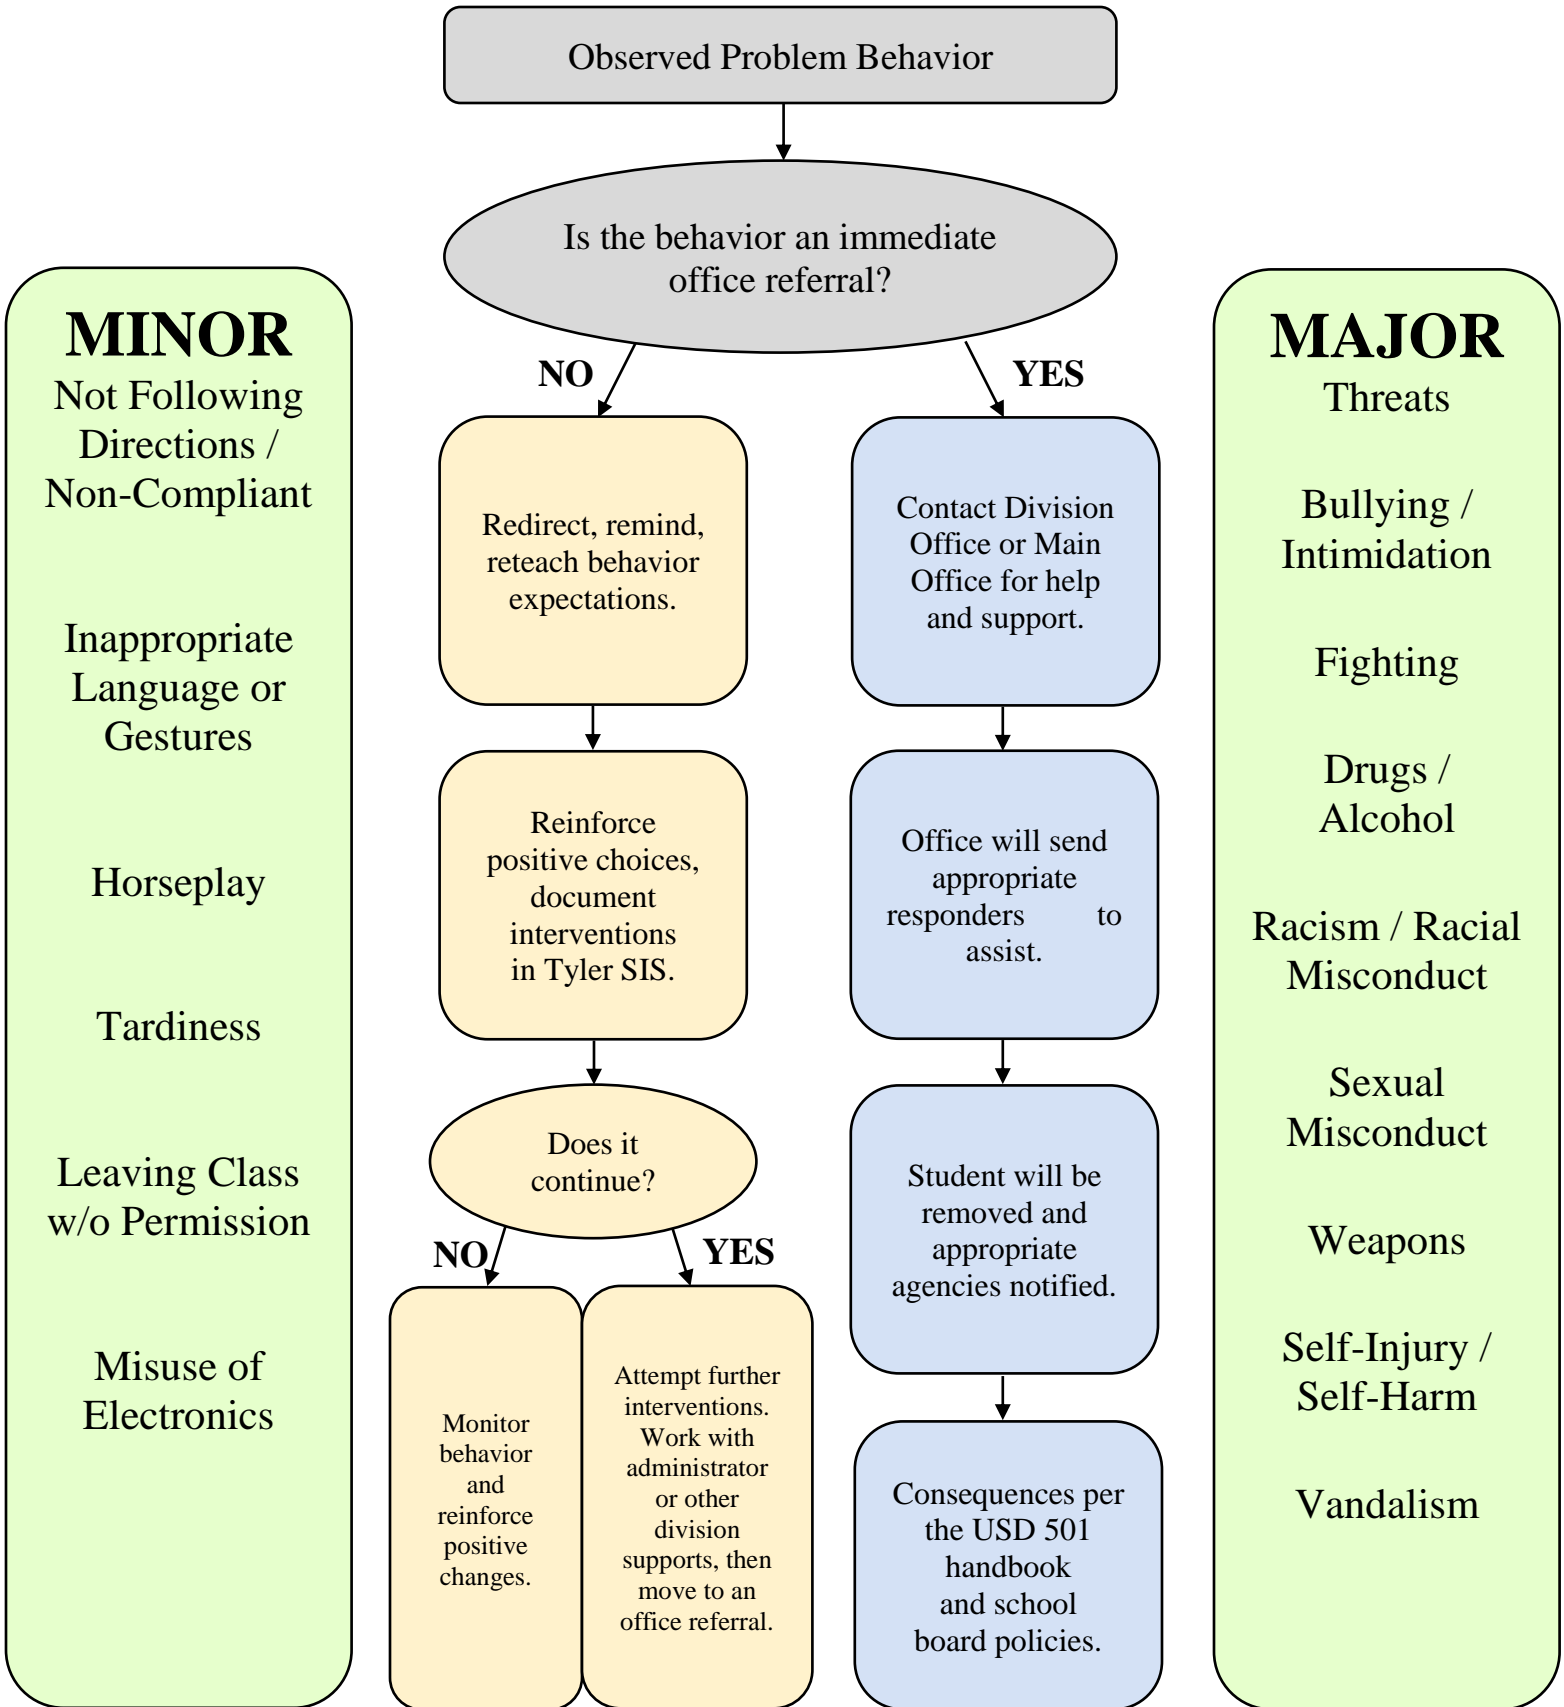 Observed Problem Behavior
Is the behavior an immediate
office referral?
MINOR
Not Following
Directions /
Non-Compliant
Inappropriate
Language or
Gestures
Horseplay
Tardiness
Leaving Class
w/o Permission
Misuse of
Electronics
NO
Redirect, remind,
reteach behavior
expectations.
Reinforce
positive choices,
document
interventions
in Tyler SIS.
Does it
continue?
NO
Monitor
behavior
and
reinforce
positive
changes.
YES
Attempt further
interventions.
Work with
administrator
or other
division
supports, then
move to an
office referral.
YES
Contact Division
Office or Main
Office for help
and support.
Office will send
appropriate
responders to
assist.
Student will be
removed and
appropriate
agencies notified.
Consequences per
the USD 501
handbook
and school
board policies.
MAJOR
Threats
Bullying /
Intimidation
Fighting
Drugs /
Alcohol
Racism / Racial
Misconduct
Sexual
Misconduct
Weapons
Self-Injury /
Self-Harm
Vandalism